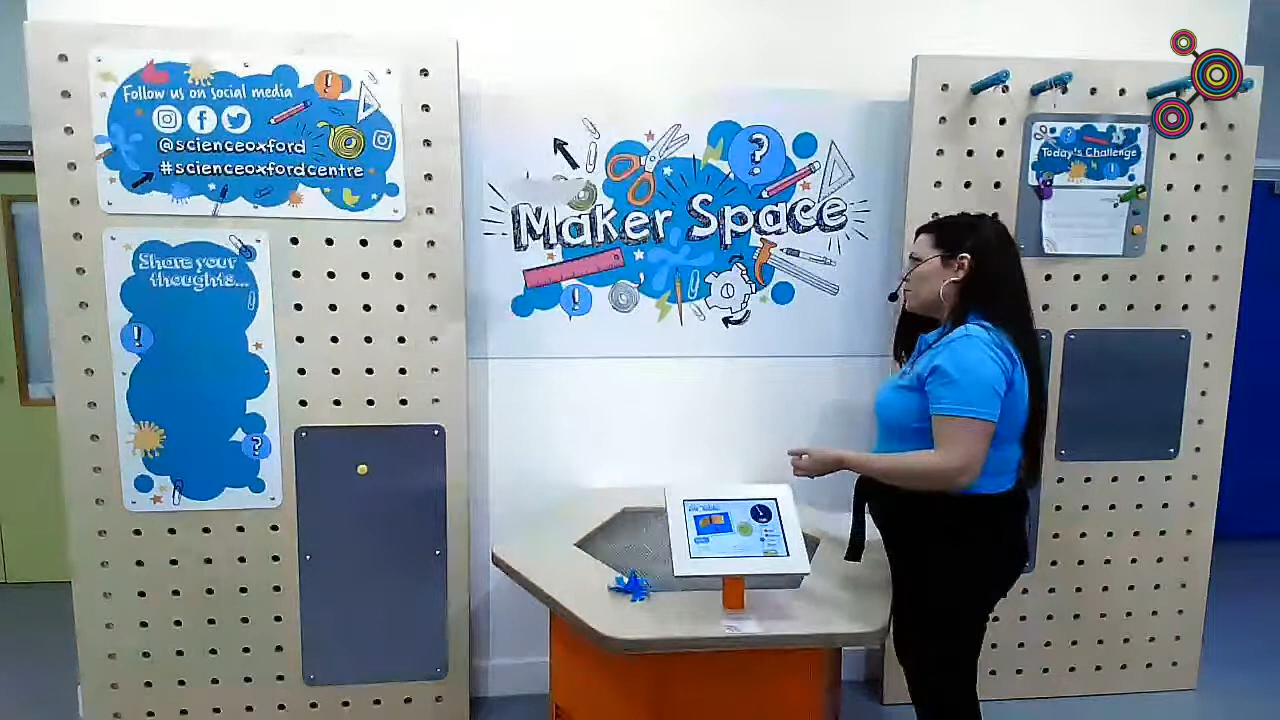 Follow us on social media
@scienceoxford
#scienceoxfordcentre
Share your
thoughts...
Maker Space
Today's Challenge